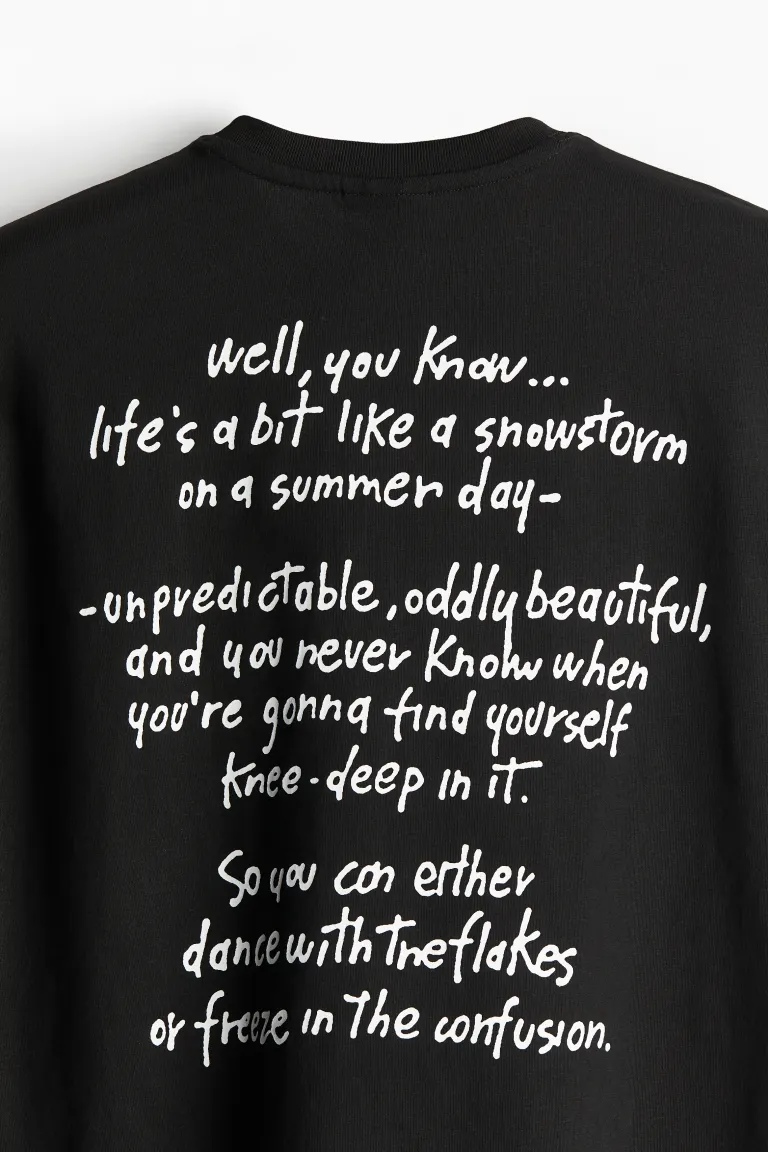 Well, you know...
life's a bit like a snowstorm
on a summer day-
-unpredictable, oddly beautiful,
and you never know when
you're gonna find yourself
knee-deep in it.
So you can either
dance with the flakes
or freeze in the confusion.